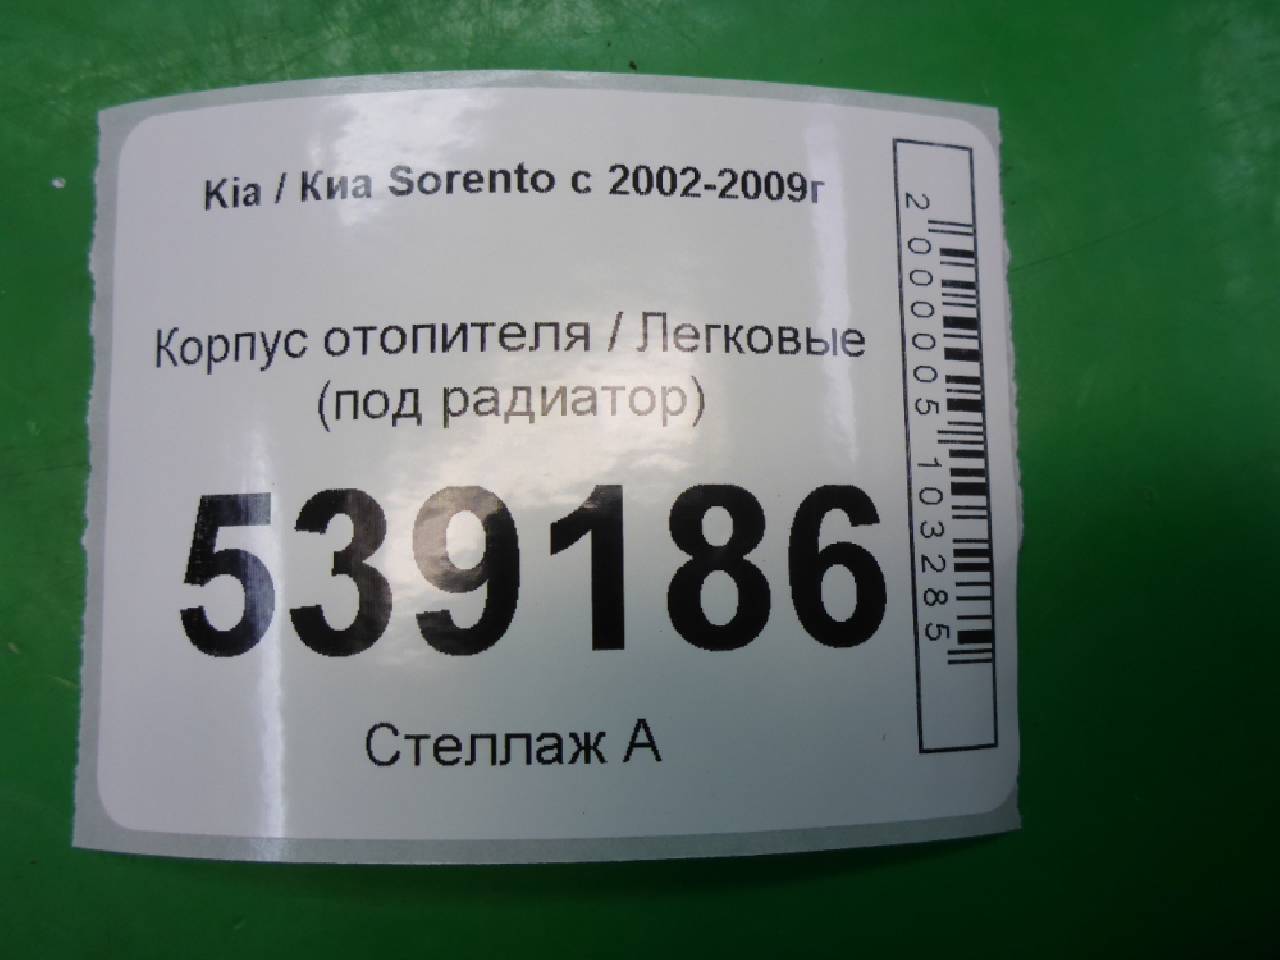 Kia / Киа Sorento с 2002-2009г
Корпус отопителя / Легковые
(под радиатор)
539186
Стеллаж А
2000005103285